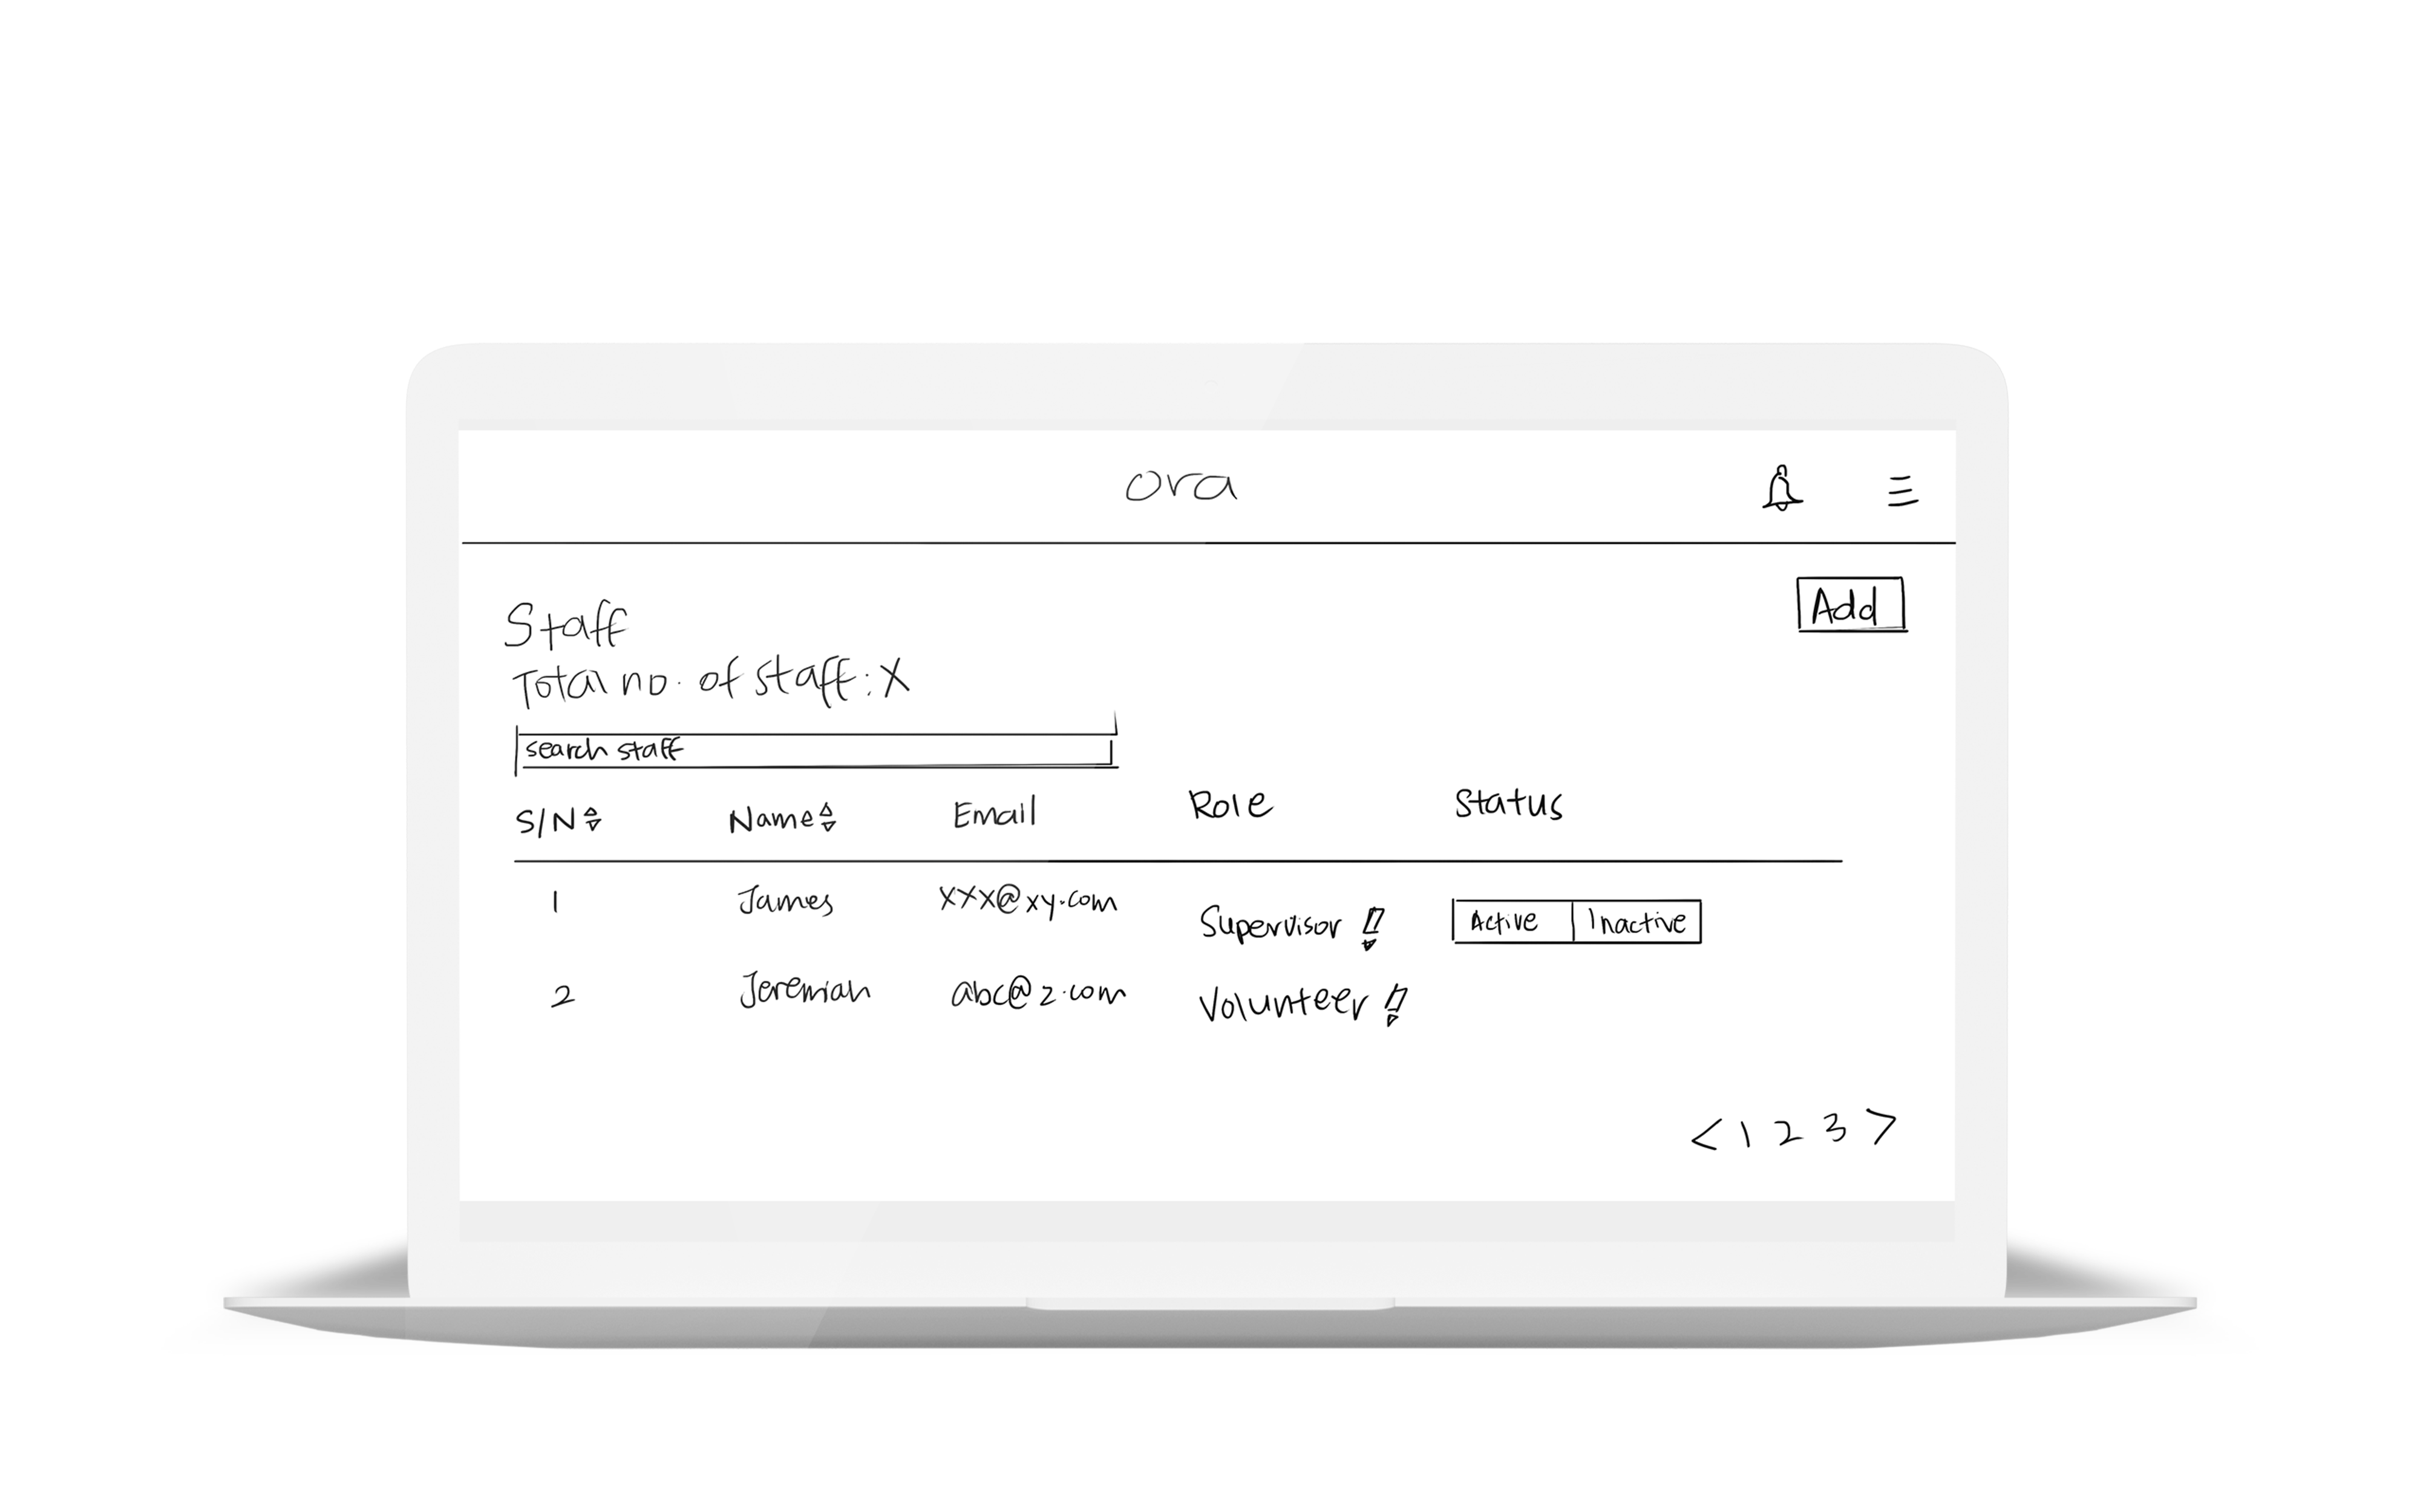 ora
Add
Staff
Total no. of staff: X
search staff
S/N Name Email Role Status
1 James xxx@xy.com Supervisor Active Inactive
2 Jeremiah abc@z.com Volunteer
< 1 2 3 >